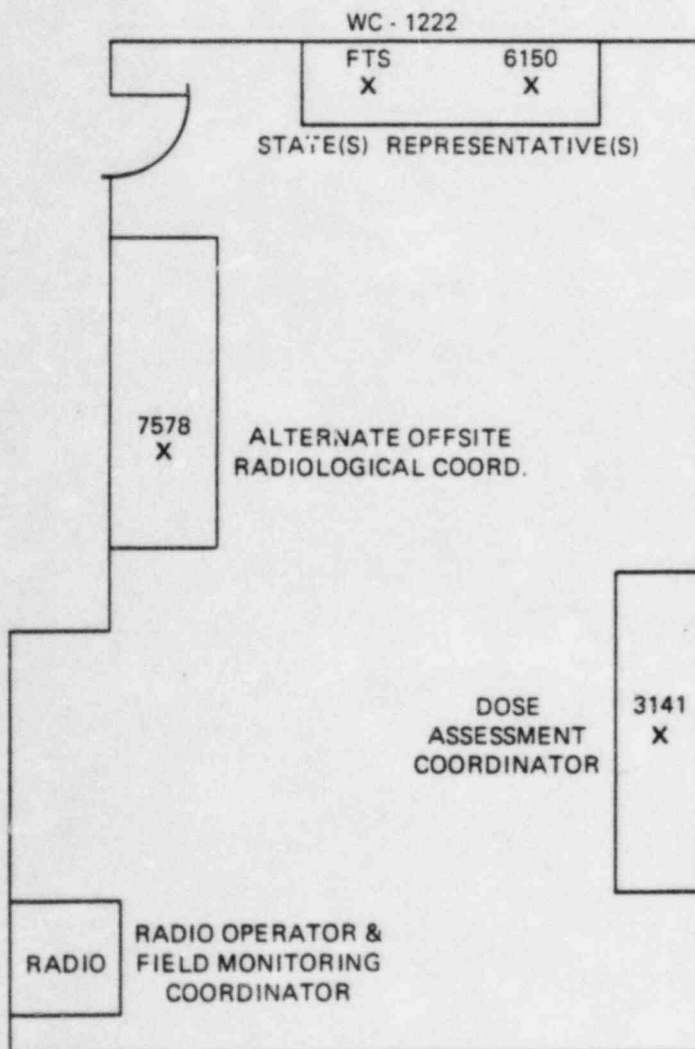 WC - 1222
FTS 6150
X X
STATE(S) REPRESENTATIVE(S)
7578
X
ALTERNATE OFFSITE
RADIOLOGICAL COORD.
DOSE
ASSESSMENT
COORDINATOR
3141
X
RADIO
RADIO OPERATOR &
FIELD MONITORING
COORDINATOR